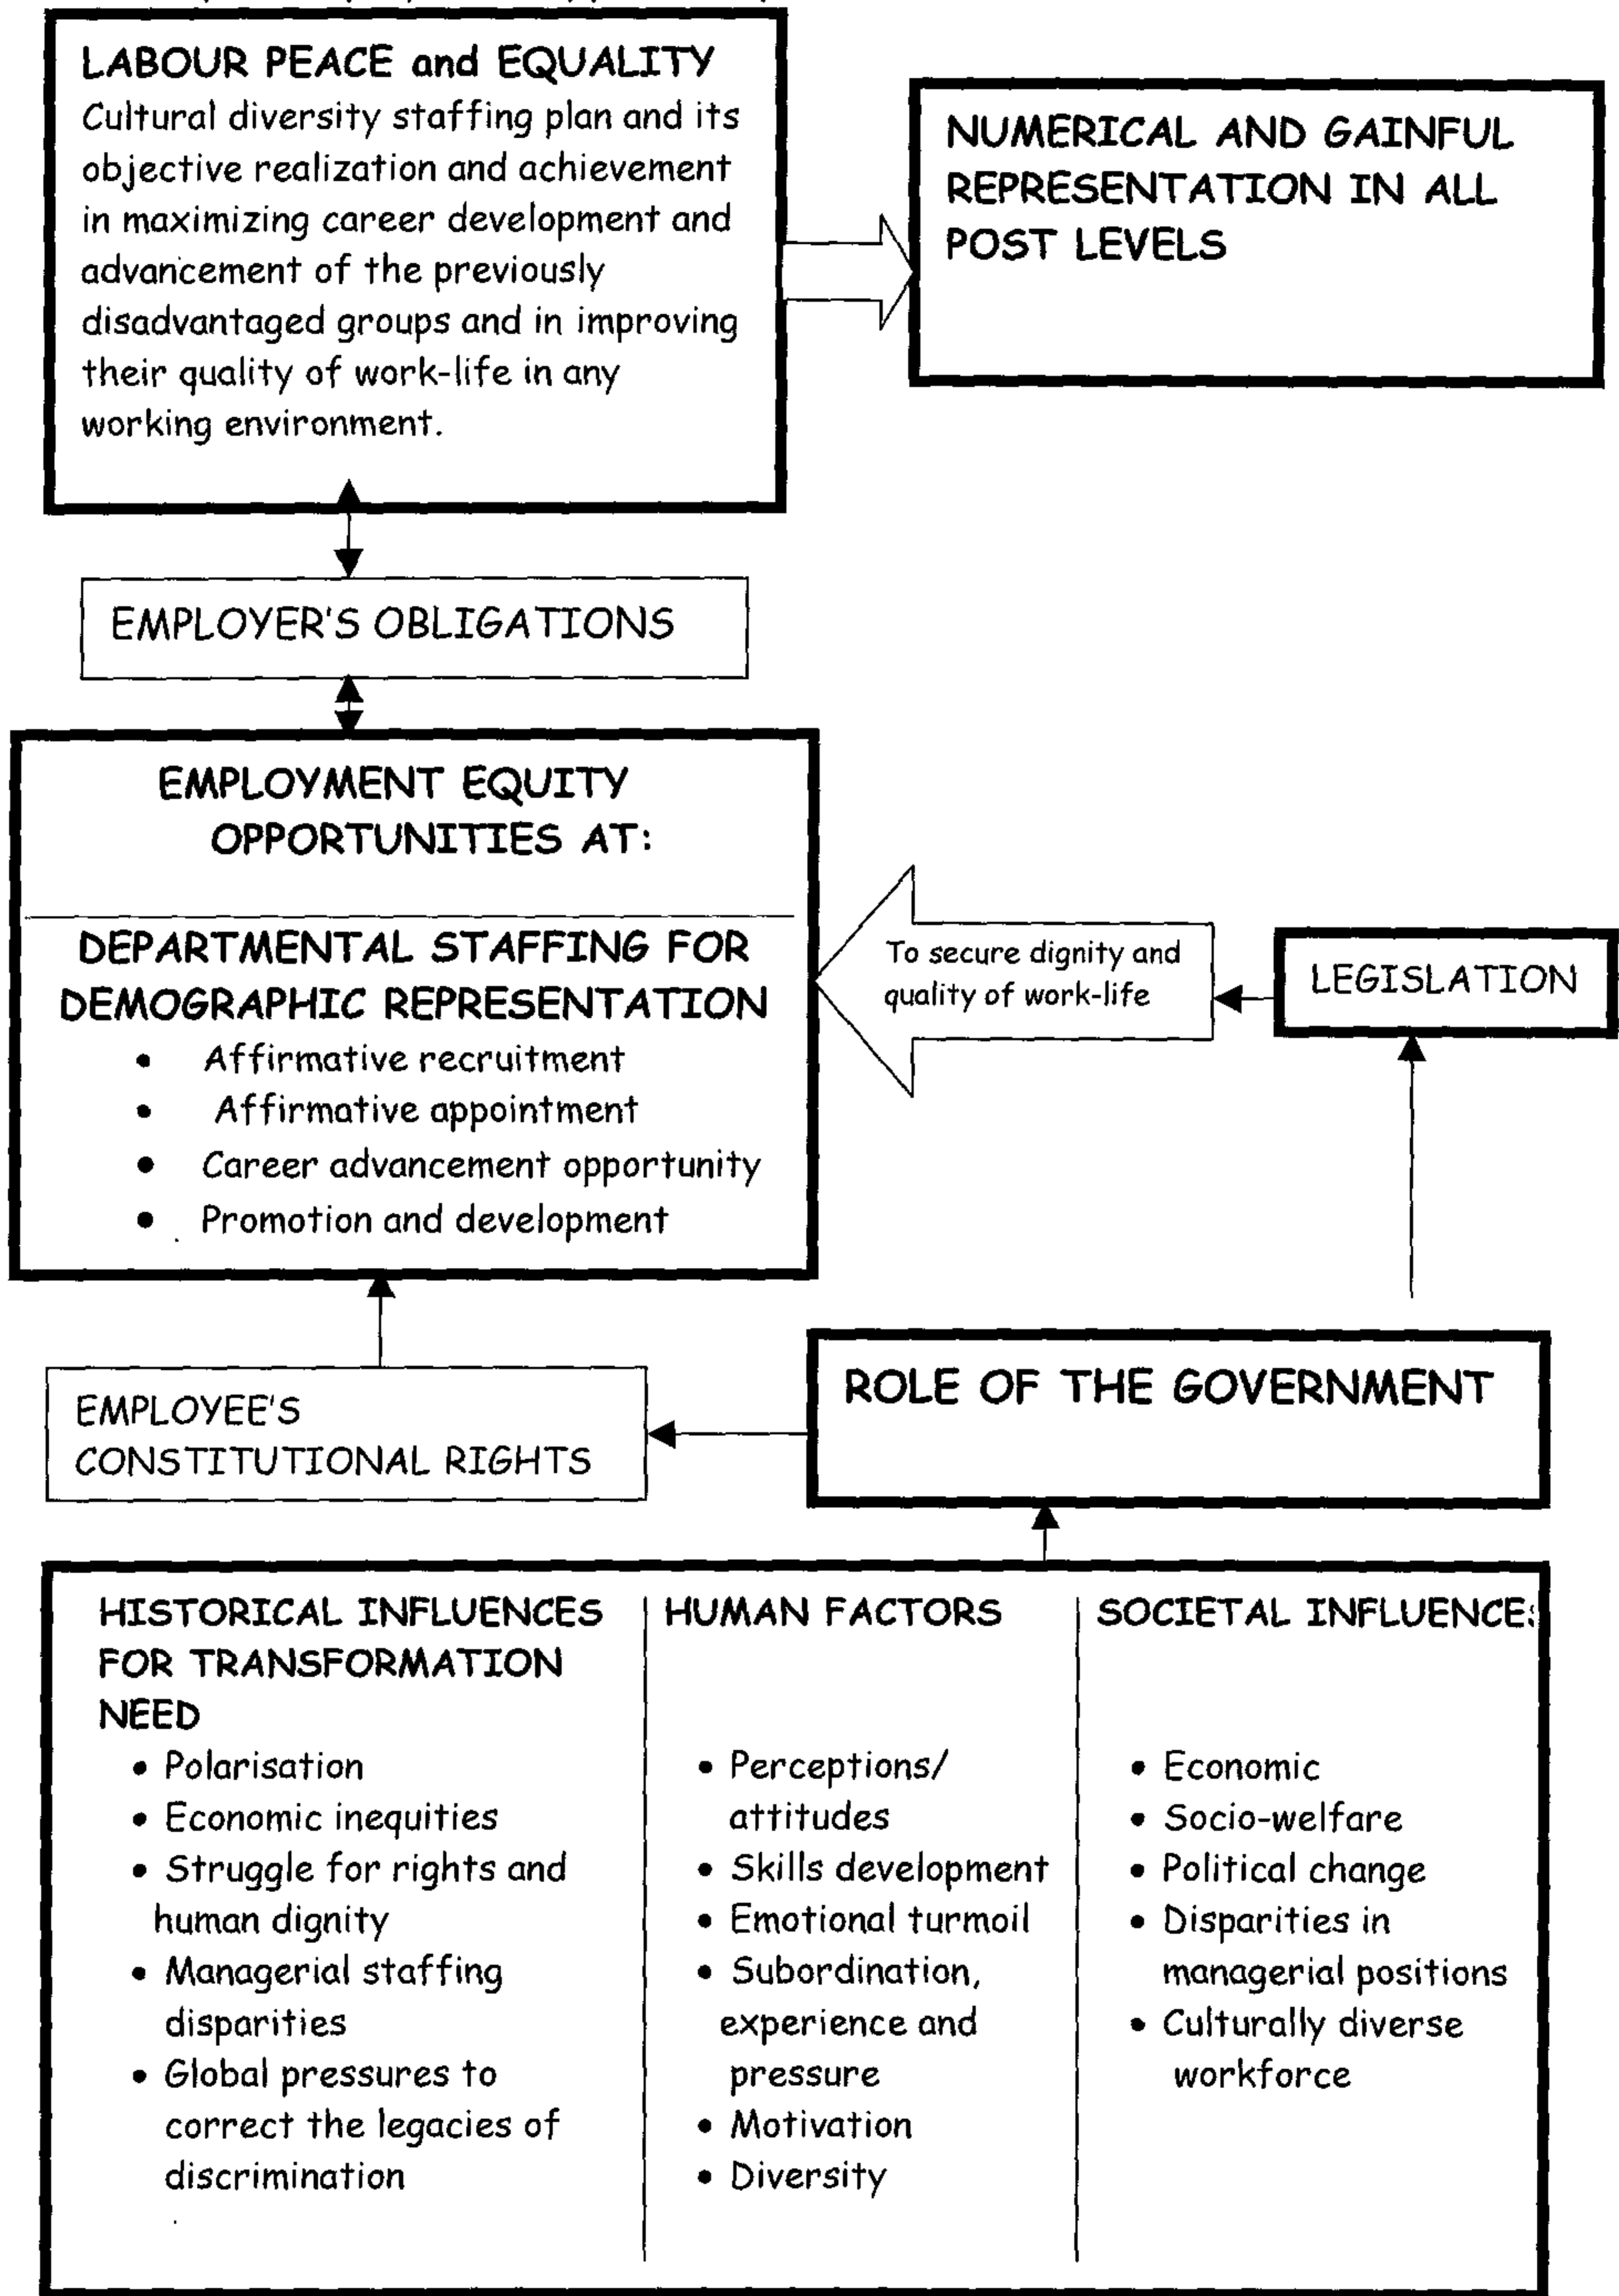 LABOUR PEACE and EQUALITY
Cultural diversity staffing plan and its
objective realization and achievement
in maximizing career development and
advancement of the previously
disadvantaged groups and in improving
their quality of work-life in any
working environment.
NUMERICAL AND GAINFUL
REPRESENTATION IN ALL
POST LEVELS
EMPLOYER'S OBLIGATIONS
EMPLOYMENT EQUITY
OPPORTUNITIES AT:
DEPARTMENTAL STAFFING FOR
DEMOGRAPHIC REPRESENTATION
• Affirmative recruitment
• Affirmative appointment
• Career advancement opportunity
• Promotion and development
To secure dignity and
quality of work-life
LEGISLATION
EMPLOYEE'S
CONSTITUTIONAL RIGHTS
ROLE OF THE GOVERNMENT
HISTORICAL INFLUENCES
FOR TRANSFORMATION
NEED
• Polarisation
• Economic inequities
• Struggle for rights and
human dignity
• Managerial staffing
disparities
• Global pressures to
correct the legacies of
discrimination
HUMAN FACTORS
• Perceptions/
attitudes
• Skills development
• Emotional turmoil
• Subordination,
experience and
pressure
• Motivation
• Diversity
SOCIETAL INFLUENCE
• Economic
• Socio-welfare
• Political change
• Disparities in
managerial positions
• Culturally diverse
workforce